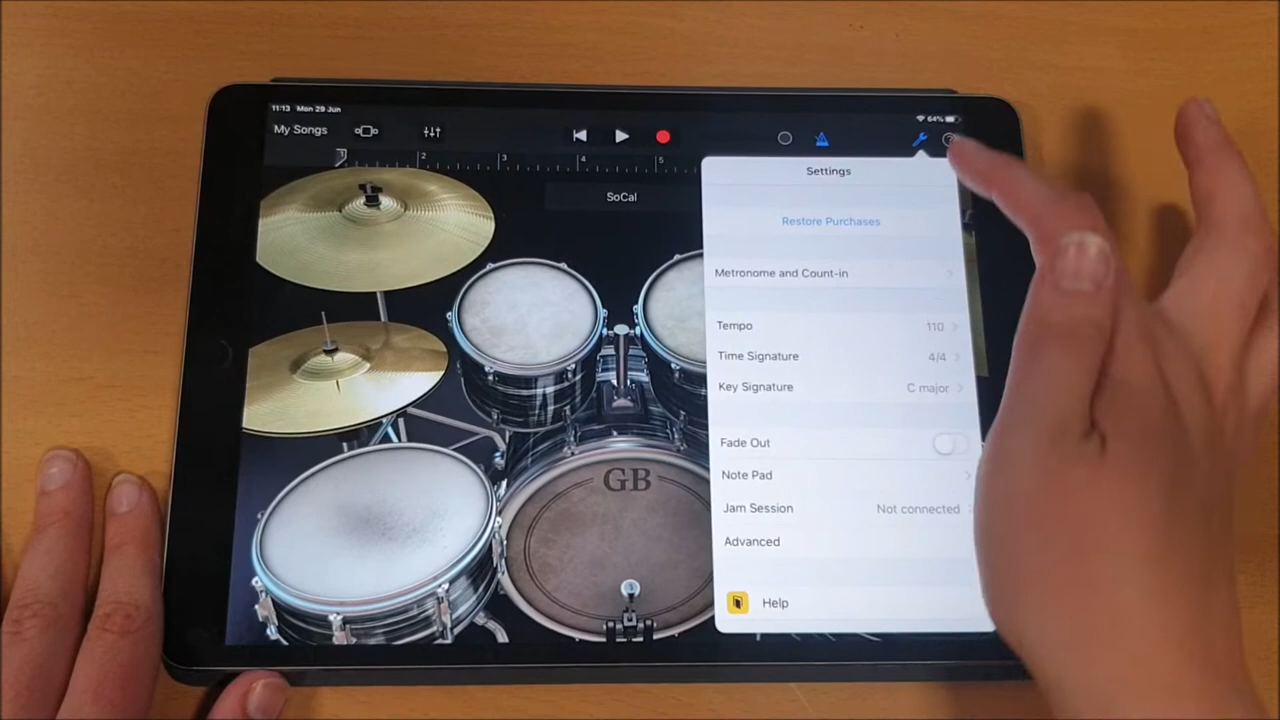 11:13 Mon 29 Jun
64%
My Songs
1 2 3 4 5
SoCal
Settings
Restore Purchases
Metronome and Count-in
Tempo 110
Time Signature 4/4
Key Signature C major
Fade Out
Note Pad
Jam Session Not connected
Advanced
Help
GB